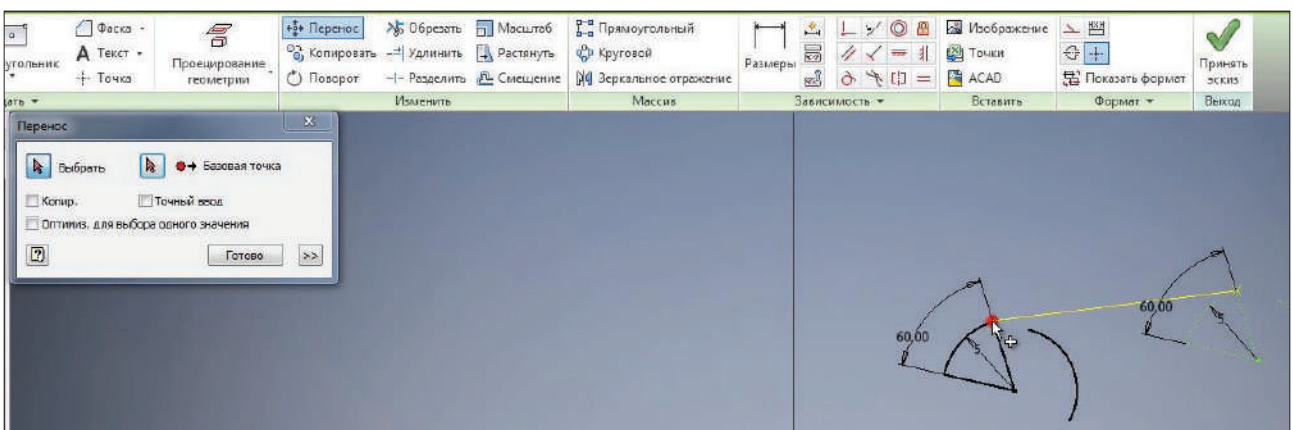 Фаска
Перенос Обрезать Масштаб Прямоугольный Изображение
угольник Текст Проецирование геометрии Копировать Удлинить Растянуть Круговой Размеры Точки Принять эскиз
Точка Поворот Разделить Смещение Зеркальное отражение ACAD Показать формат
дать Изменить Массив Зависимость Вставить Формат Выход
Перенос
Выбрать Базовая точка
Копир. Точный ввод
Оптимиз. для выбора одного значения
Готово >>
60,00
60,00
5
5